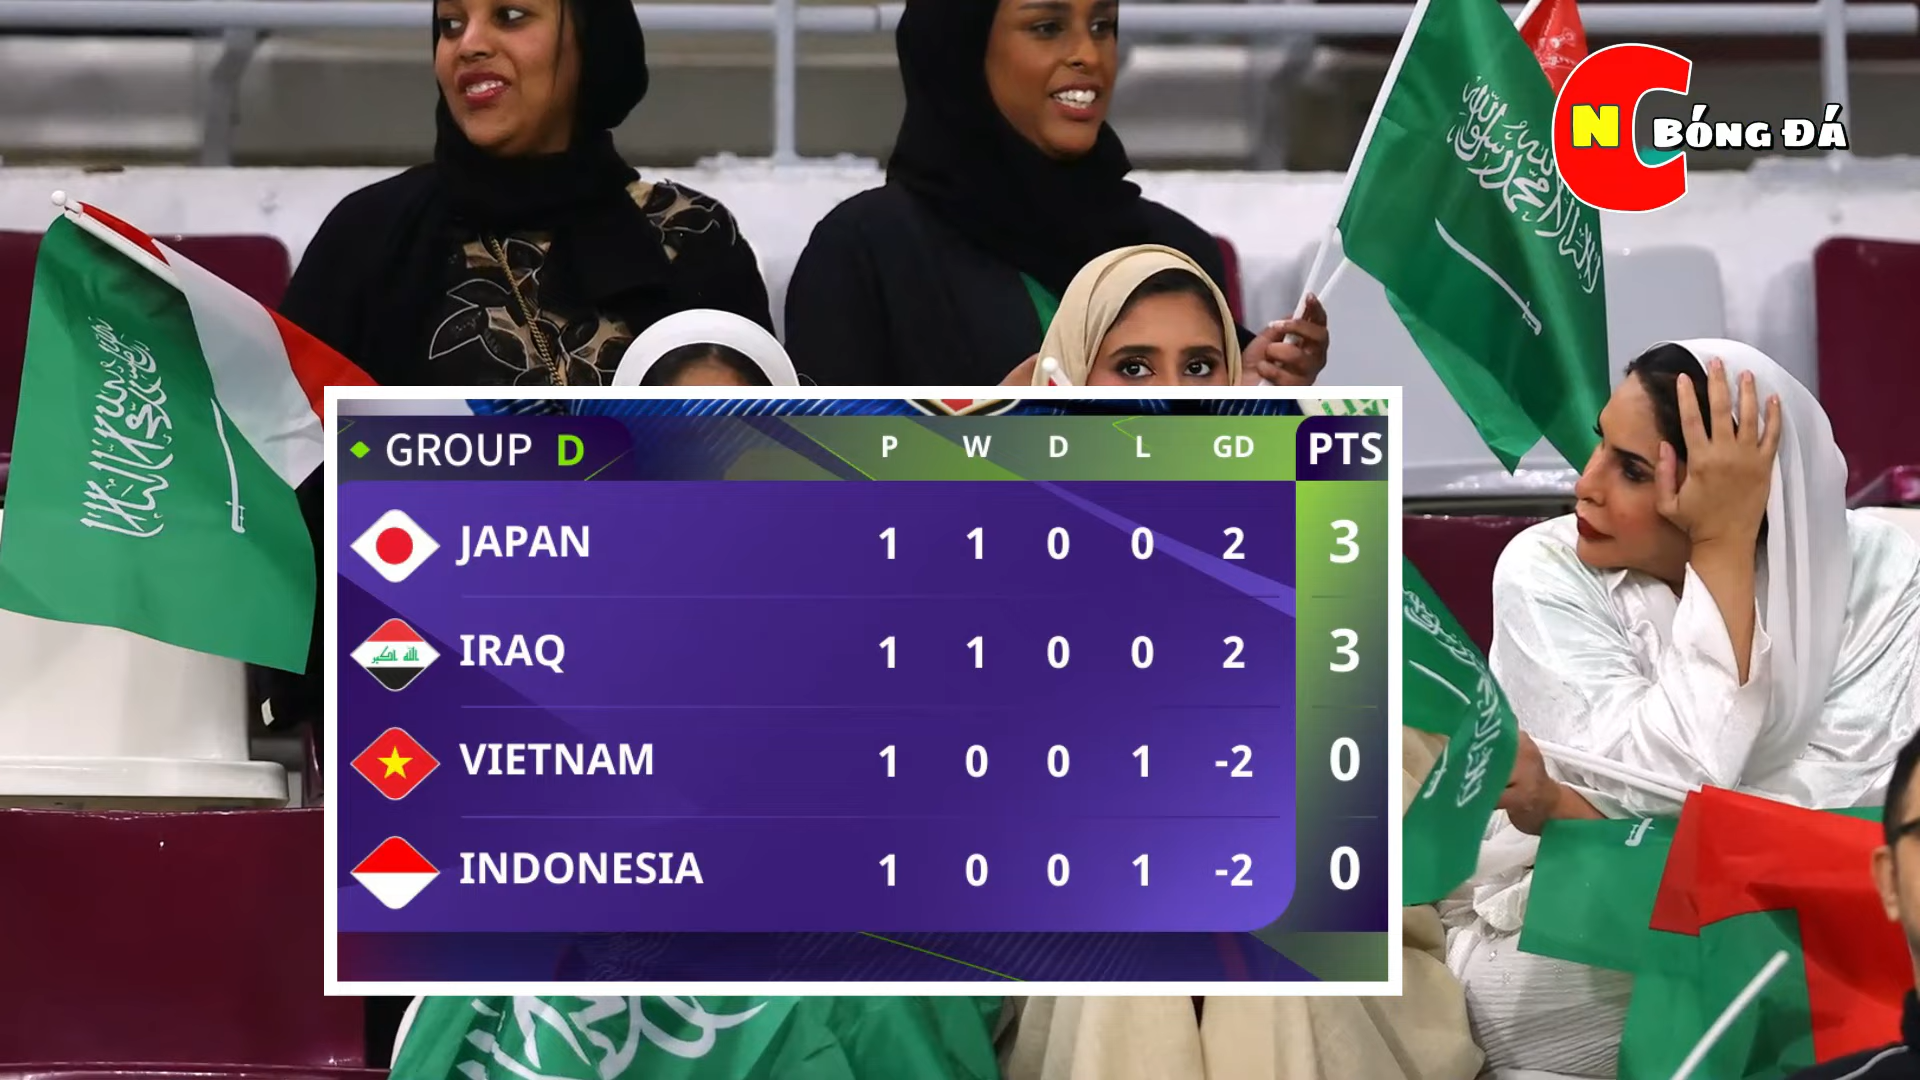 N BÓNG ĐÁ
GROUP D P W D L GD PTS
JAPAN 1 1 0 0 2 3
IRAQ 1 1 0 0 2 3
VIETNAM 1 0 0 1 -2 0
INDONESIA 1 0 0 1 -2 0